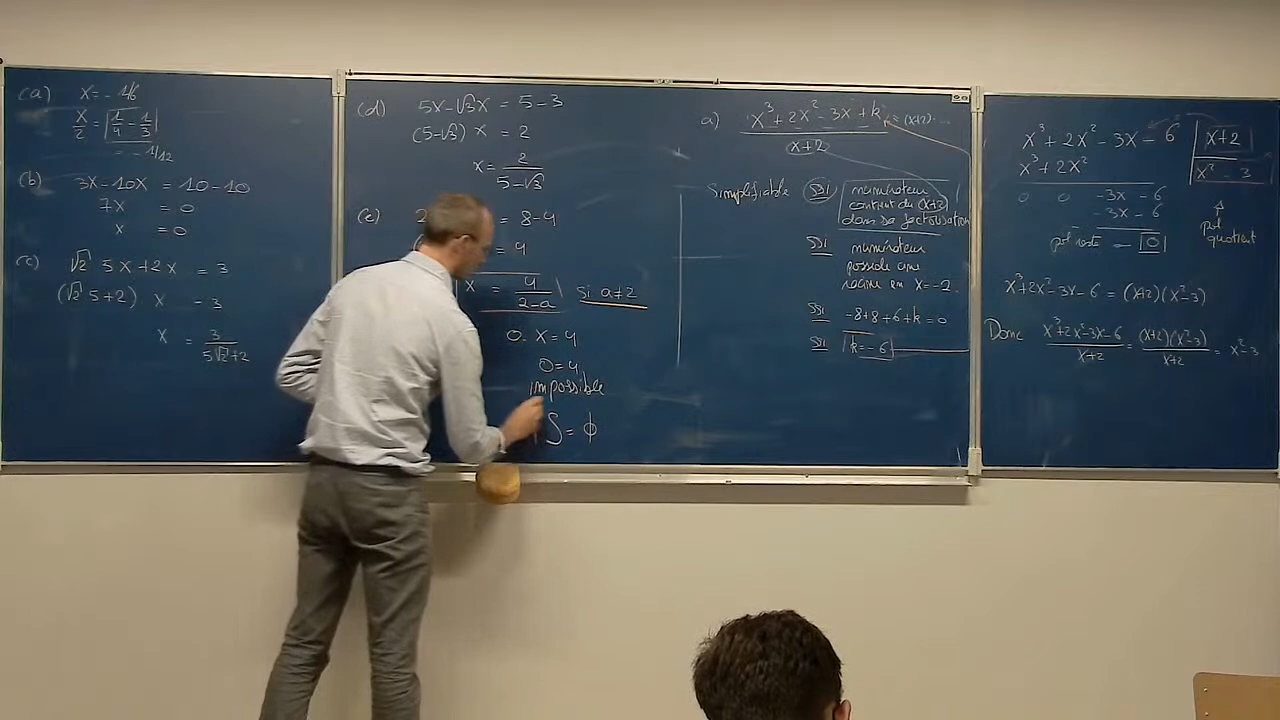 (a) x = - 1/6
x/2 = 1/4 - 1/3
= - 1/12
(b) 3x - 10x = 10 - 10
7x = 0
x = 0
(c) √2 5x + 2x = 3
(√2 5 + 2) x = 3
x = 3/(5√2 + 2)
(d) 5x - √3x = 5 - 3
(5 - √3) x = 2
x = 2/(5 - √3)
(e) 2 = 8 - 4
= 4
x = 4/(2 - a) si a ≠ 2
0 · x = 4
0 = 4
impossible
S = ϕ
a) (x³ + 2x² - 3x + k)/(x+2) = (x+2)...
Simplifiable SSI numérateur
contient du (x+2)
dans sa factorisation
SSI numérateur
possède une
racine en x = -2.
SSI -8 + 8 + 6 + k = 0
SSI k = -6
x³ + 2x² - 3x - 6 | x+2
x³ + 2x² | x² - 3
0 0 -3x - 6
-3x - 6
pol reste = 0
pol
quotient
x³ + 2x² - 3x - 6 = (x+2)(x² - 3)
Donc (x³ + 2x² - 3x - 6)/(x+2) = (x+2)(x² - 3)/(x+2) = x² - 3